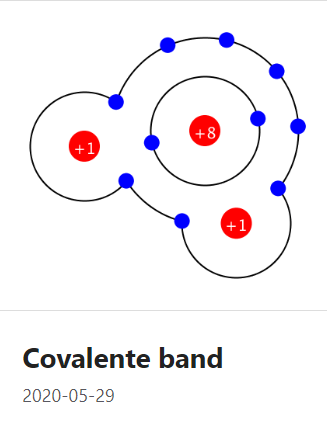 +8
+1
+1
Covalente band
2020-05-29